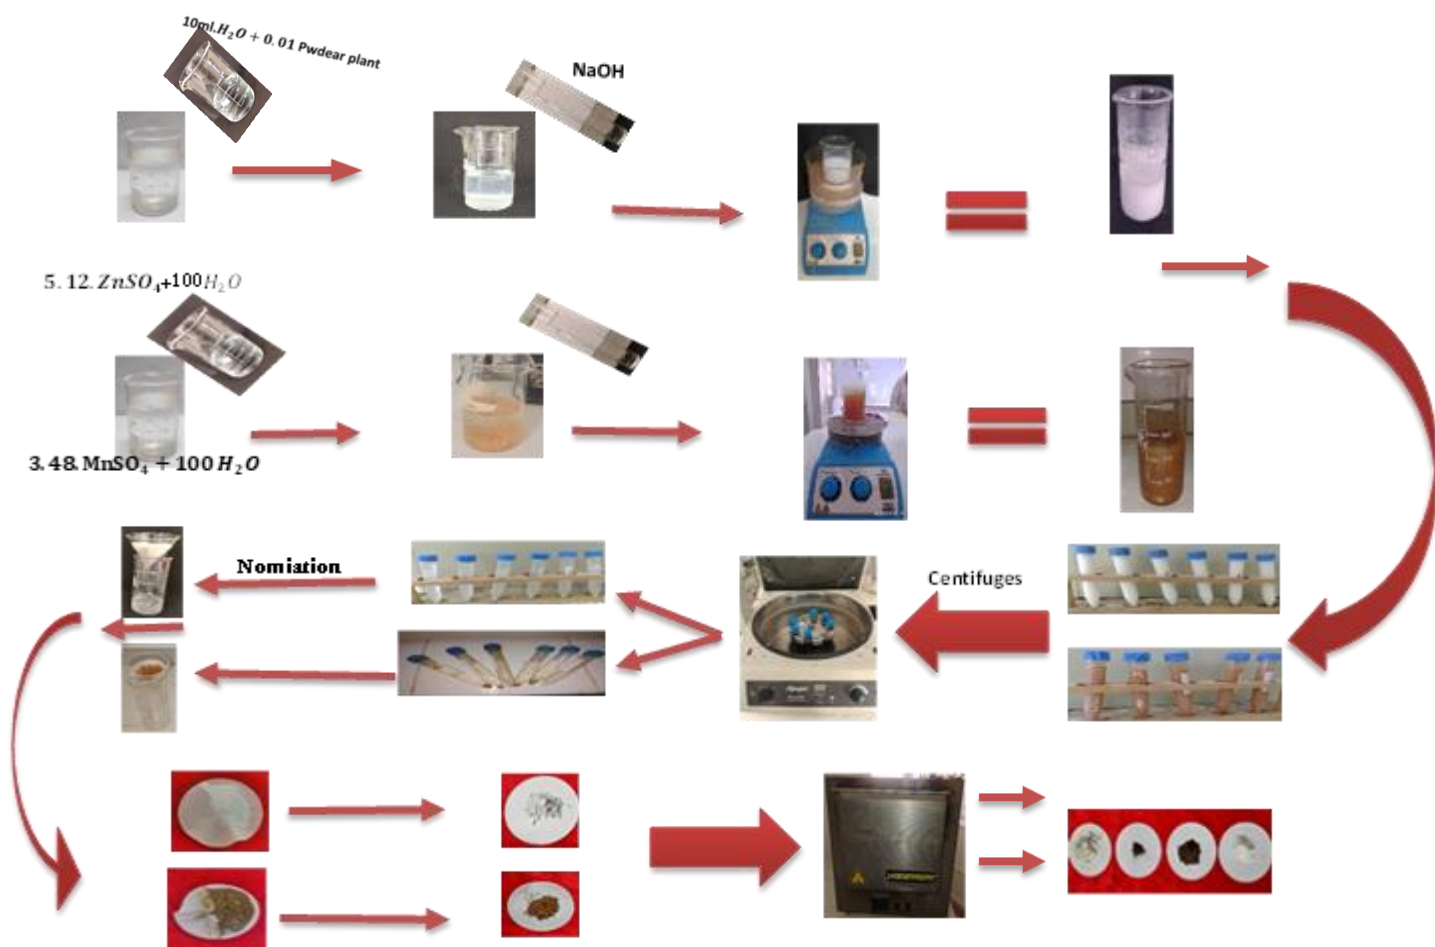 10ml.H₂O + 0.01 Pwdear plant
NaOH
5.12.ZnSO₄+100H₂O
3.48.MnSO₄ + 100 H₂O
Nomiation
Centifuges